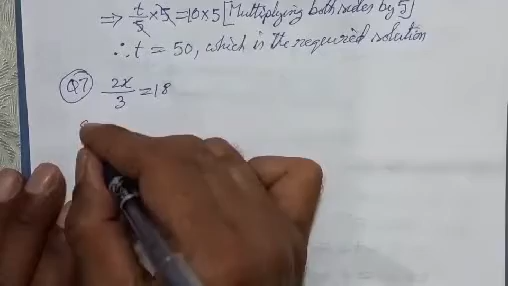 ⇒ t/5 × 5 = 10 × 5 [Multiplying both sides by 5]
∴ t = 50, which is the required solution
Q7 2x/3 = 18